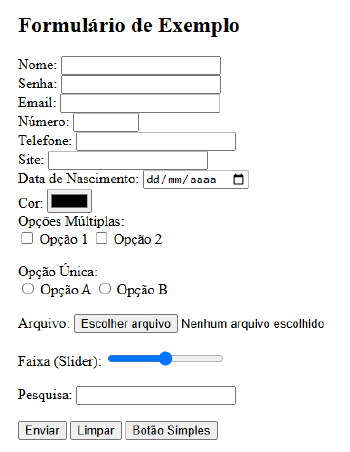 Formulário de Exemplo
Nome:
Senha:
Email:
Número:
Telefone:
Site:
Data de Nascimento: dd/mm/aaaa
Cor:
Opções Múltiplas:
Opção 1 Opção 2
Opção Única:
Opção A Opção B
Arquivo: Escolher arquivo Nenhum arquivo escolhido
Faixa (Slider):
Pesquisa:
Enviar Limpar Botão Simples